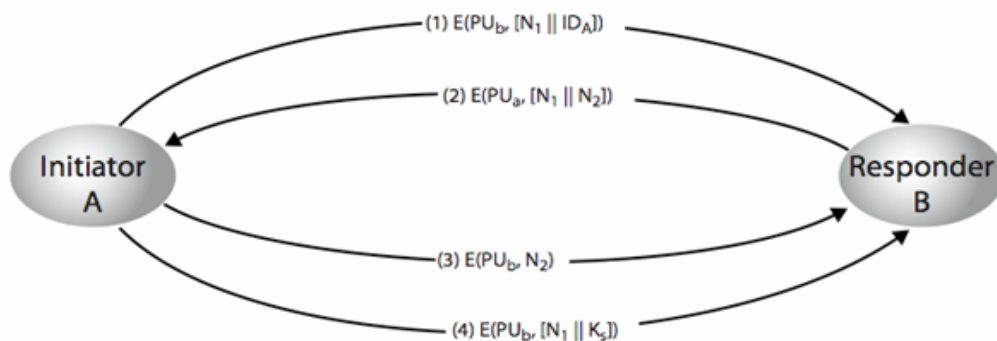 (1) E(PU_b, [N_1 || ID_A])
(2) E(PU_a, [N_1 || N_2])
Initiator
A
Responder
B
(3) E(PU_b, N_2)
(4) E(PU_b, [N_1 || K_s])